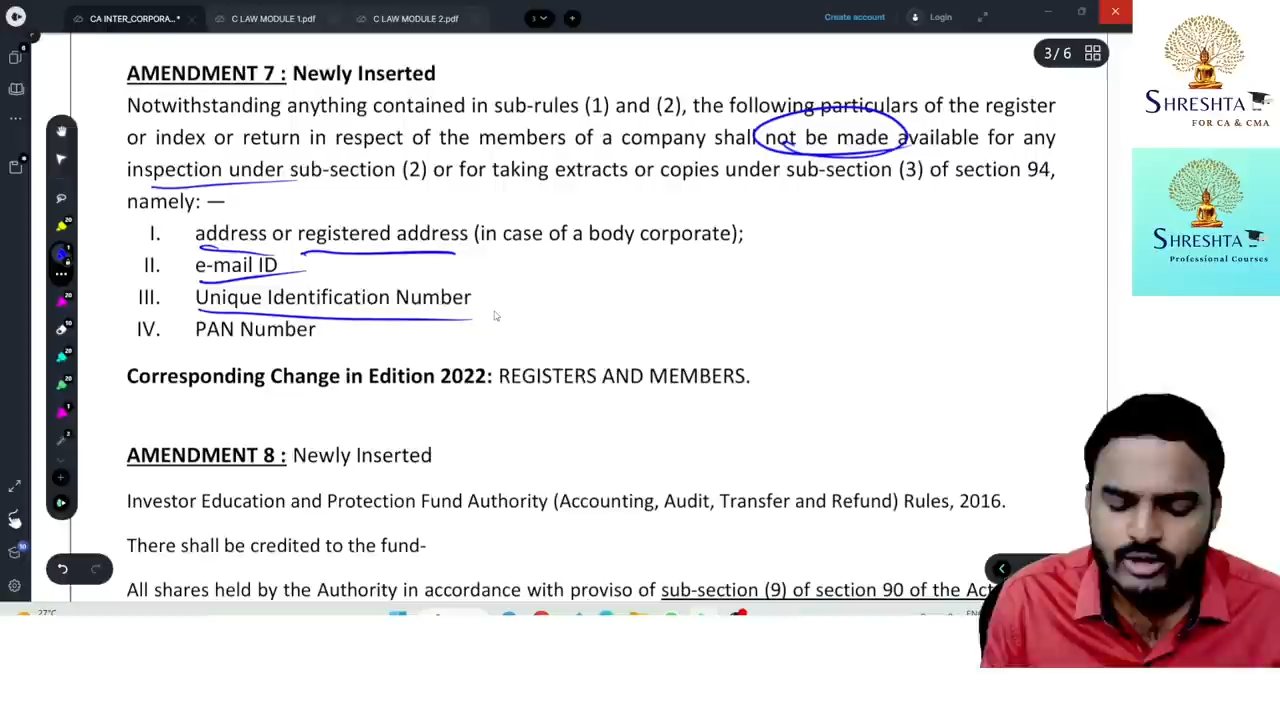 CA INTER_CORPORA...*
C LAW MODULE 1.pdf
C LAW MODULE 2.pdf
3
Create account
Login
3/6
AMENDMENT 7 : Newly Inserted
Notwithstanding anything contained in sub-rules (1) and (2), the following particulars of the register
or index or return in respect of the members of a company shall not be made available for any
inspection under sub-section (2) or for taking extracts or copies under sub-section (3) of section 94,
namely: —
I. address or registered address (in case of a body corporate);
II. e-mail ID
III. Unique Identification Number
IV. PAN Number
Corresponding Change in Edition 2022: REGISTERS AND MEMBERS.
AMENDMENT 8 : Newly Inserted
Investor Education and Protection Fund Authority (Accounting, Audit, Transfer and Refund) Rules, 2016.
There shall be credited to the fund-
All shares held by the Authority in accordance with proviso of sub-section (9) of section 90 of the Act
27°C
SHRESHTA
FOR CA & CMA
SHRESHTA
Professional Courses